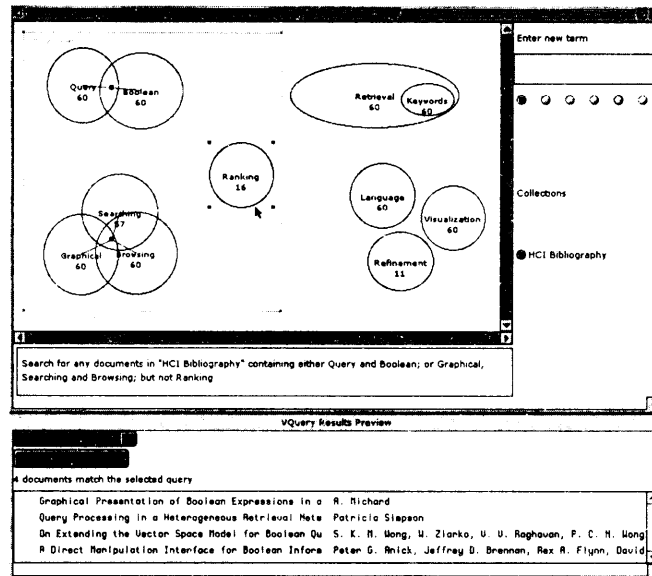 Enter new term
Query
60
Boolean
60
Retrieval
60
Keywords
60
Ranking
16
Searching
57
Graphical
60
Browsing
60
Language
60
Visualization
60
Refinement
11
Collections
HCI Bibliography
Search for any documents in "HCI Bibliography" containing either Query and Boolean; or Graphical,
Searching and Browsing; but not Ranking
VQuery Results Preview
4 documents match the selected query
Graphical Presentation of Boolean Expressions in a A. Michard
Query Processing in a Heterogeneous Retrieval Netw Patricia Simpson
On Extending the Vector Space Model for Boolean Qu S. K. M. Wong, W. Ziarko, V. V. Raghavan, P. C. N. Wong
A Direct Manipulation Interface for Boolean Inform Peter G. Anick, Jeffrey D. Brennan, Rex A. Flynn, David